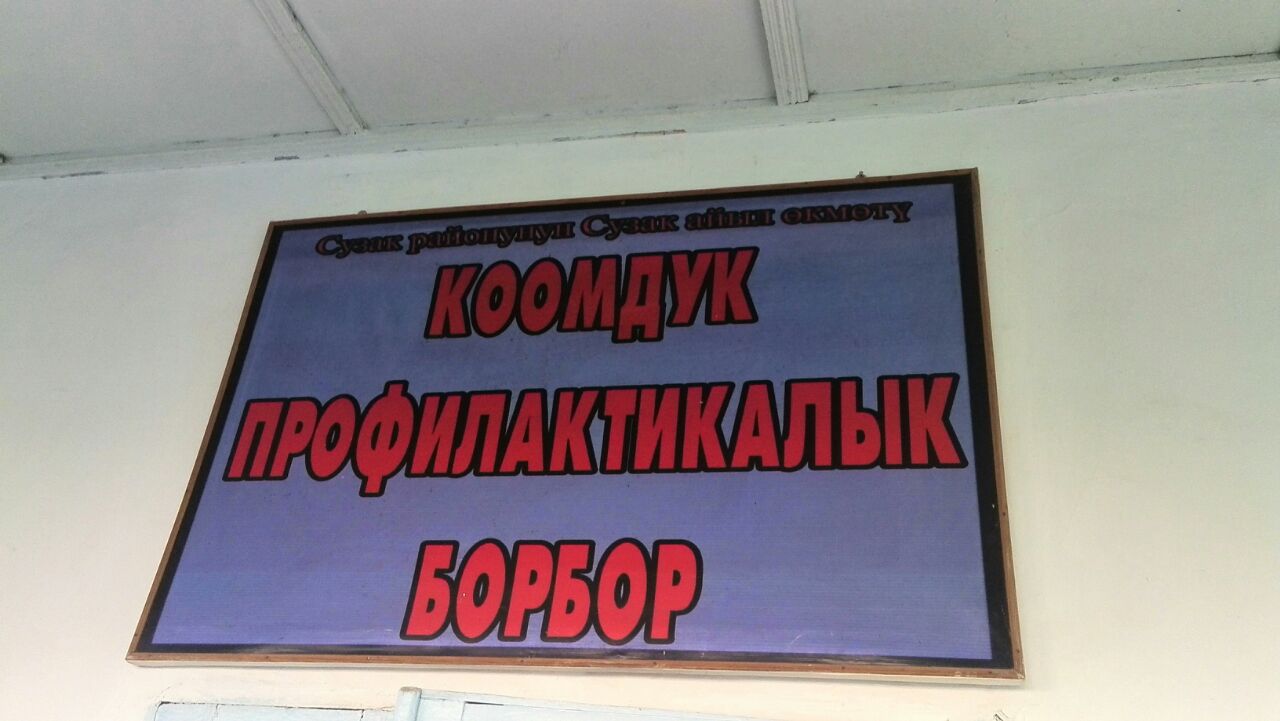 Сузак районунун Сузак айыл өкмөтү
КООМДУК
ПРОФИЛАКТИКАЛЫК
БОРБОР